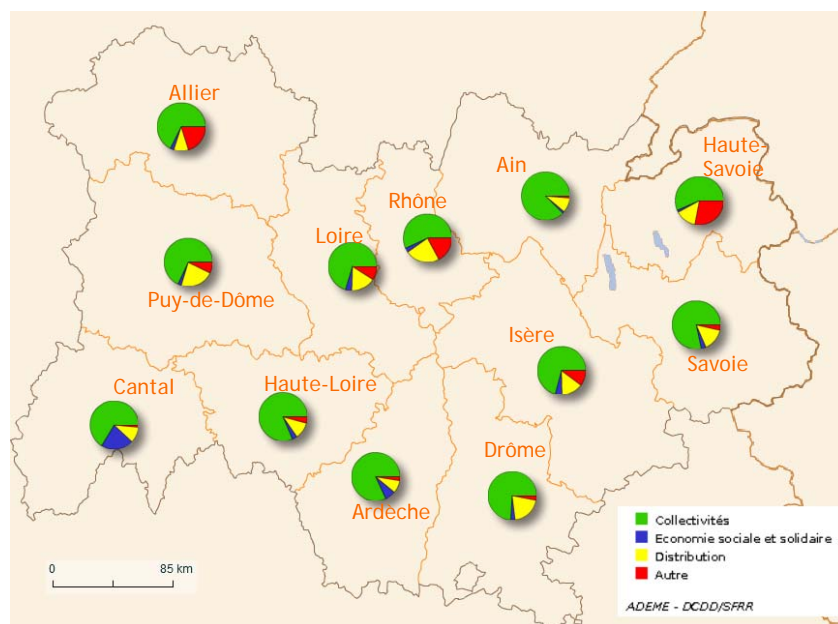 Allier
Haute-
Savoie
Ain
Rhône
Loire
Puy-de-Dôme
Isère
Savoie
Cantal
Haute-Loire
Drôme
Ardèche
0
85 km
Collectivités
Economie sociale et solidaire
Distribution
Autre
ADEME - DCDD/SFRR